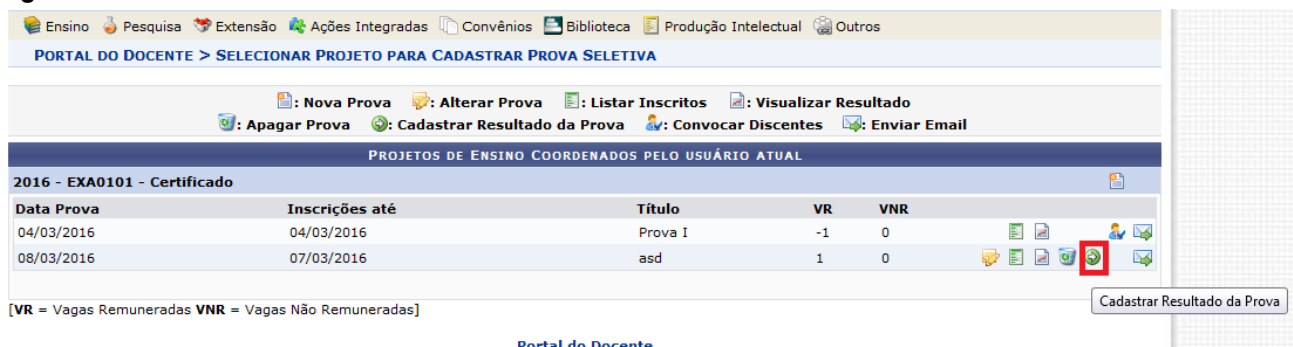 Ensino Pesquisa Extensão Ações Integradas Convênios Biblioteca Produção Intelectual Outros
PORTAL DO DOCENTE > SELECIONAR PROJETO PARA CADASTRAR PROVA SELETIVA
: Nova Prova : Alterar Prova : Listar Inscritos : Visualizar Resultado
: Apagar Prova : Cadastrar Resultado da Prova : Convocar Discentes : Enviar Email
PROJETOS DE ENSINO COORDENADOS PELO USUÁRIO ATUAL
2016 - EXA0101 - Certificado
Data Prova Inscrições até Título VR VNR
04/03/2016 04/03/2016 Prova I -1 0
08/03/2016 07/03/2016 asd 1 0
Cadastrar Resultado da Prova
[VR = Vagas Remuneradas VNR = Vagas Não Remuneradas]
Portal do Docente